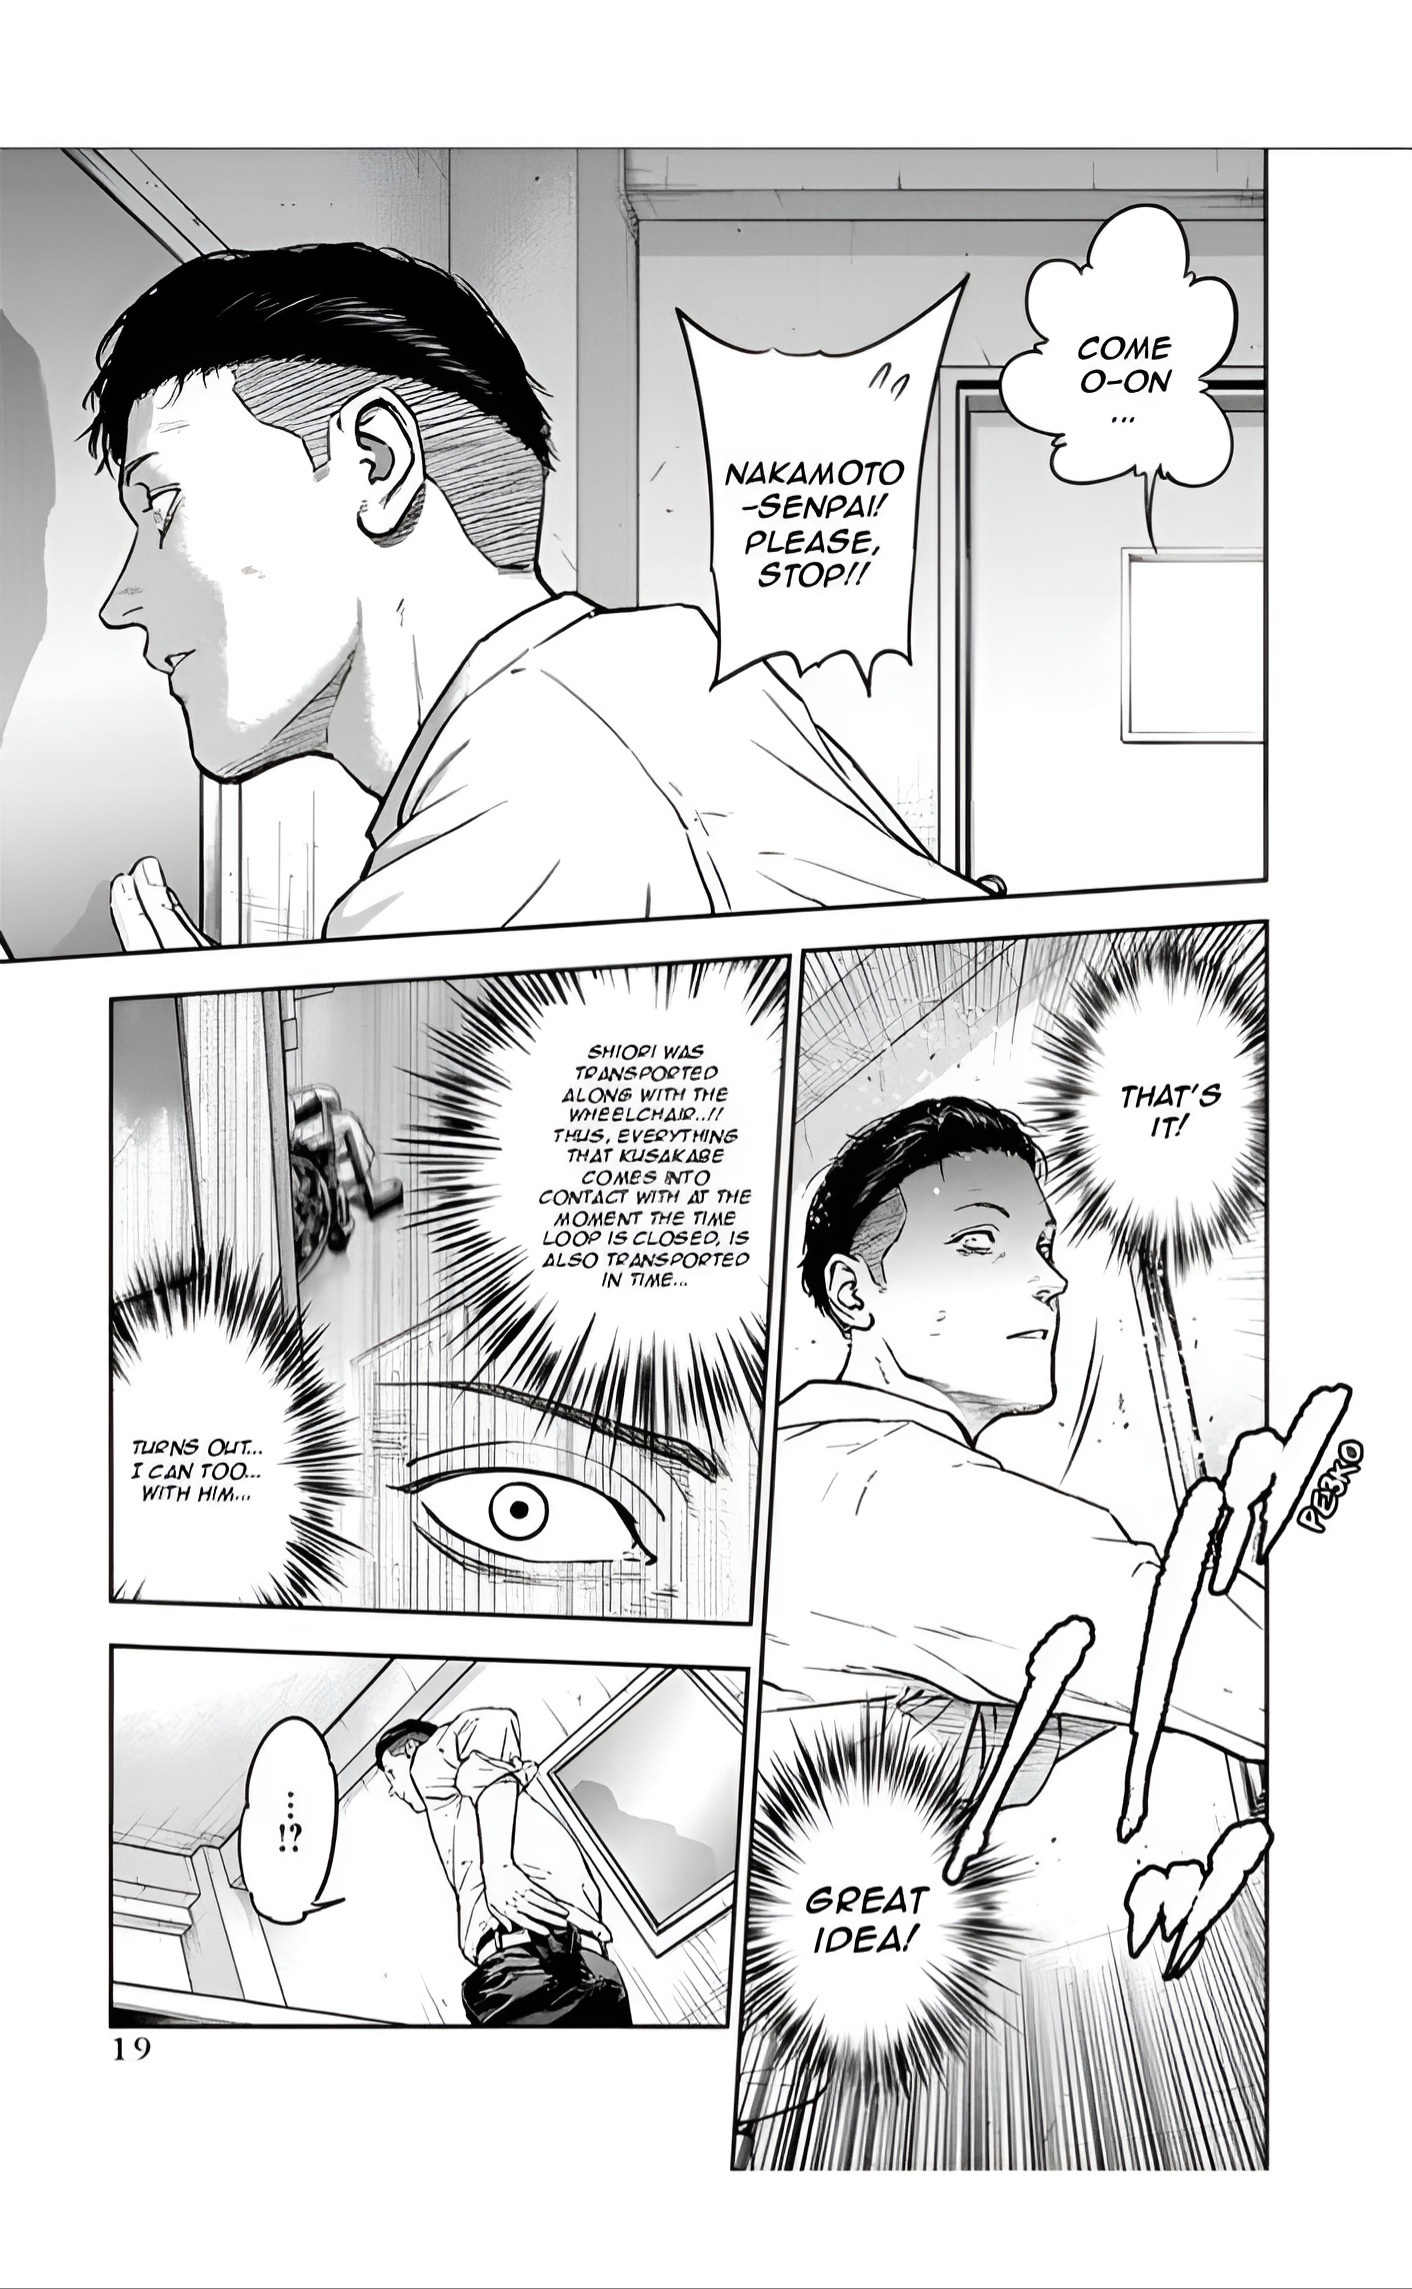 COME
O-ON
...
NAKAMOTO
-SENPAI!
PLEASE,
STOP!!
THAT'S
IT!
РЕЗКО
GREAT
IDEA!
SHIORI WAS
TRANSPORTED
ALONG WITH THE
WHEELCHAIR..!!
THUS, EVERYTHING
THAT KUSAKABE
COMES INTO
CONTACT WITH AT THE
MOMENT THE TIME
LOOP IS CLOSED, IS
ALSO TRANSPORTED
IN TIME...
TURNS OUT...
I CAN TOO...
WITH HIM...
...
!?
19